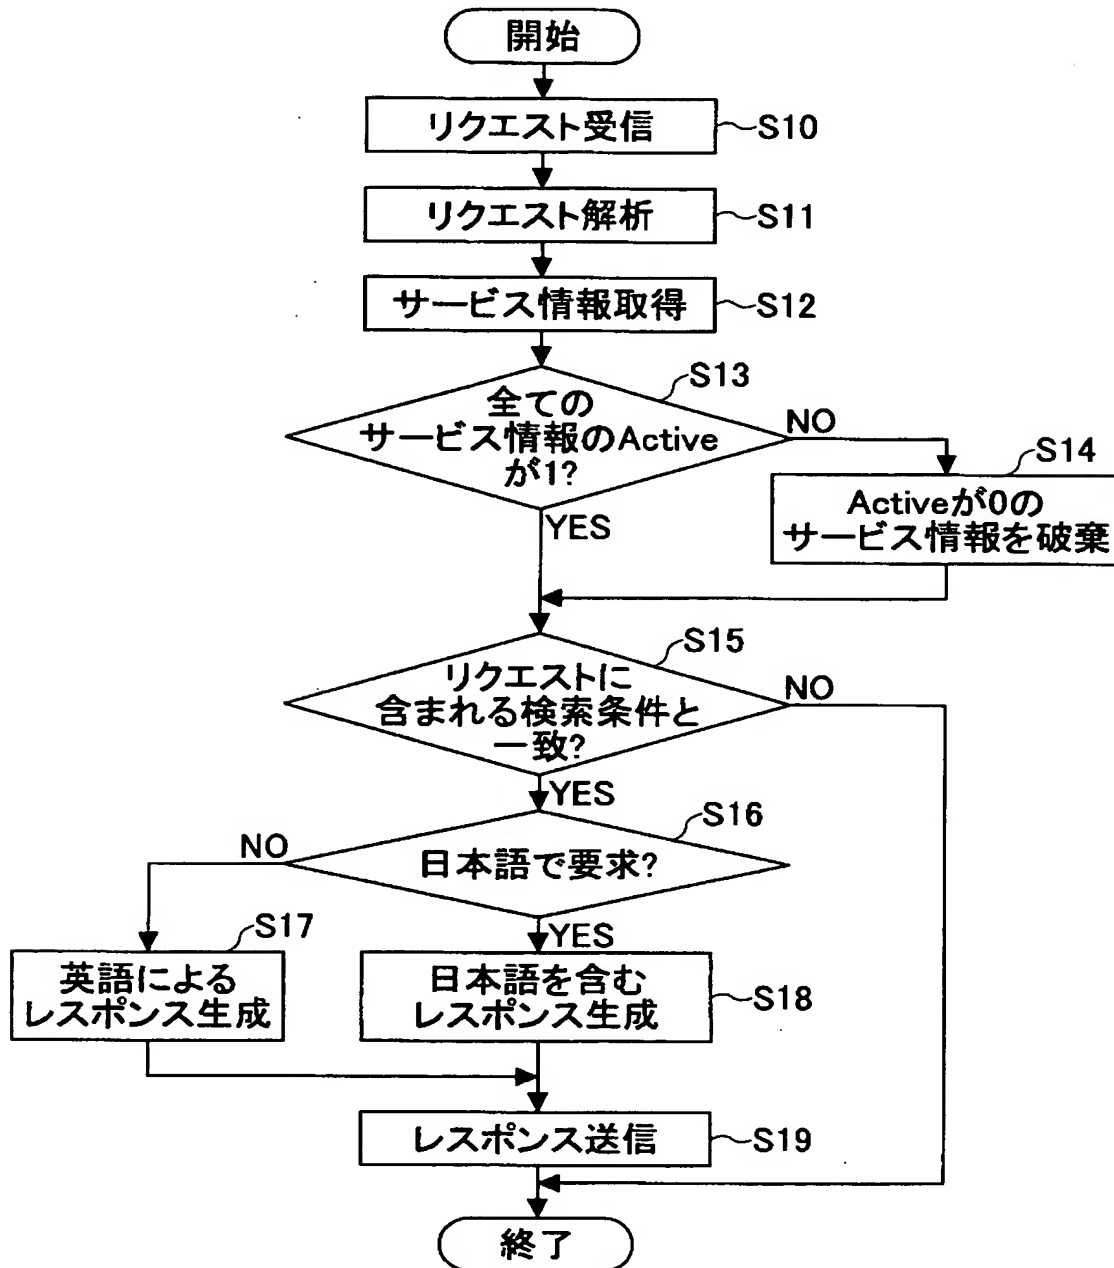 開始
リクエスト受信
S10
リクエスト解析
S11
サービス情報取得
S12
S13
全ての
サービス情報のActive
が1?
NO
YES
S14
Activeが0の
サービス情報を破棄
S15
リクエストに
含まれる検索条件と
一致?
NO
YES
S16
日本語で要求?
NO
YES
S17
英語による
レスポンス生成
日本語を含む
レスポンス生成
S18
レスポンス送信
S19
終了